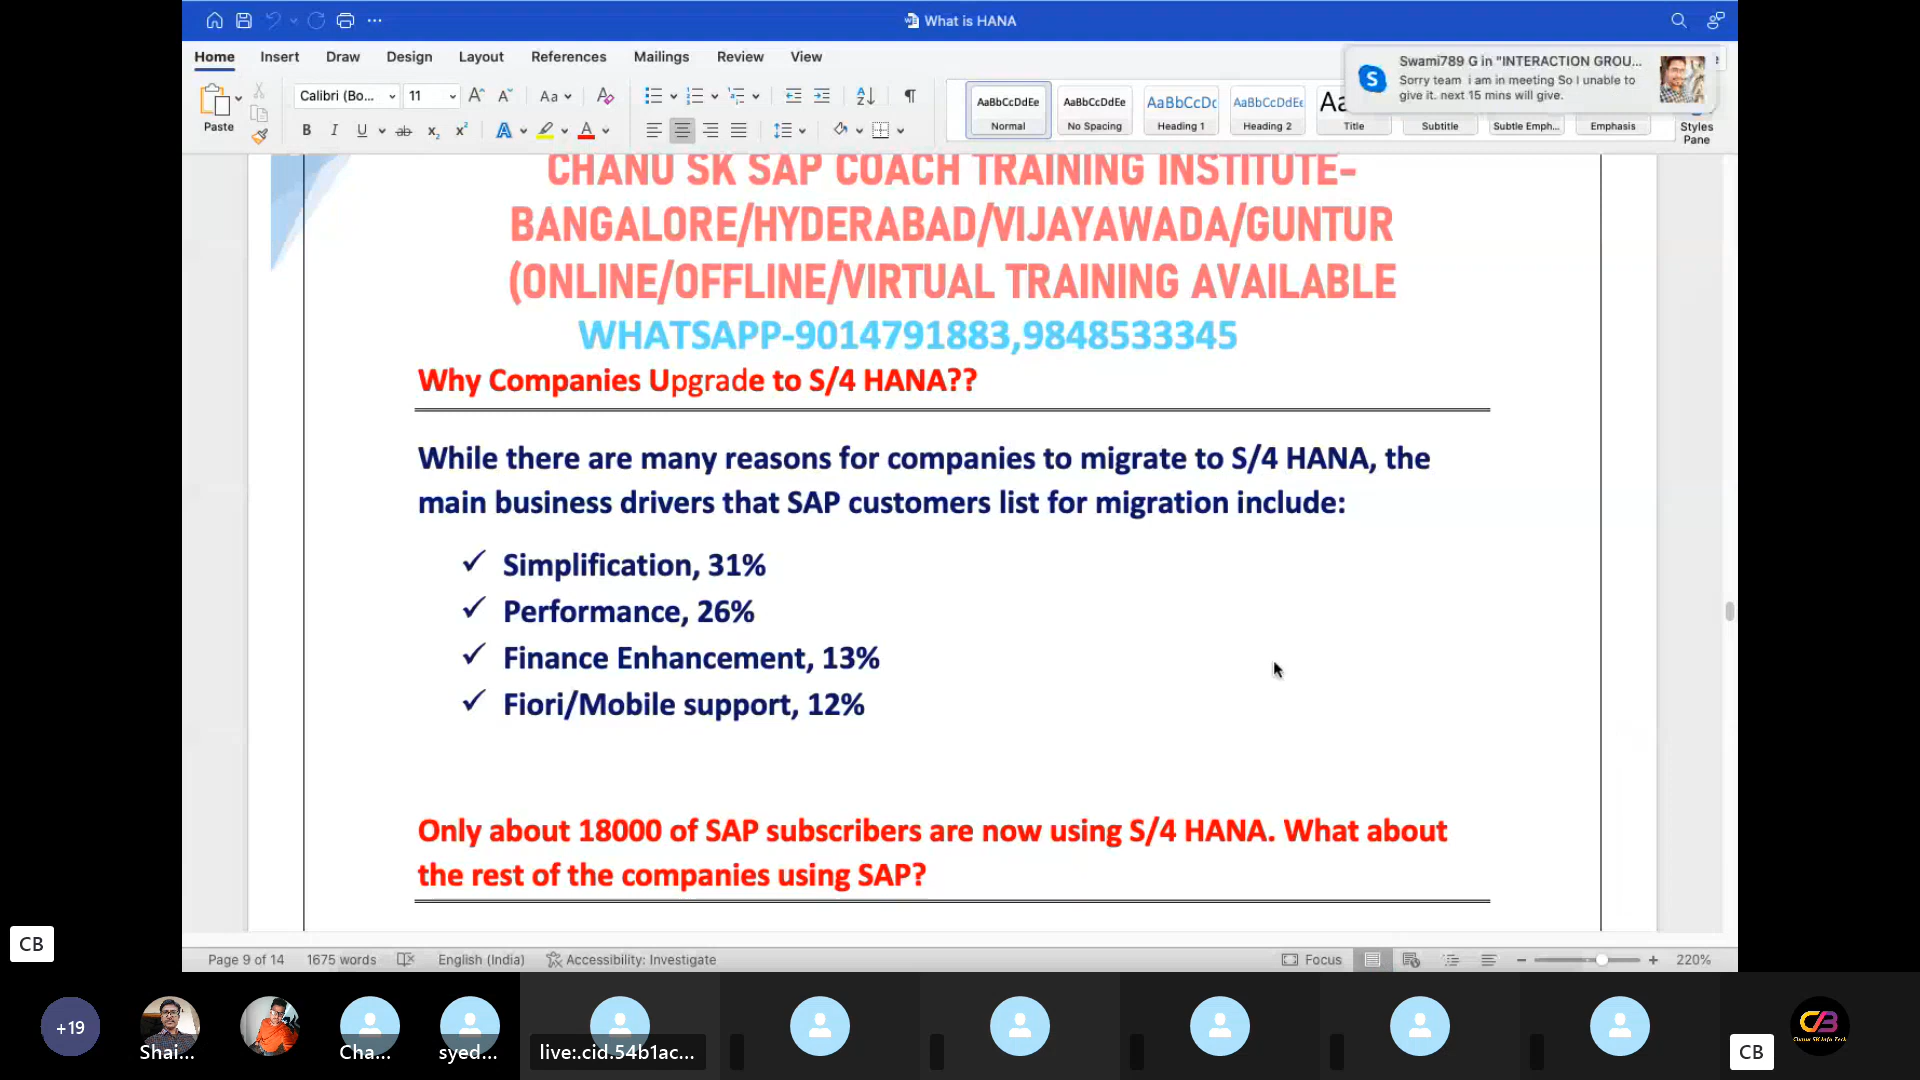 What is HANA
Home Insert Draw Design Layout References Mailings Review View
Swami789 G in "INTERACTION GROU...
Sorry team i am in meeting So I unable to
give it. next 15 mins will give.
Paste
Calibri (Bo... 11
AaBbCcDdEe AaBbCcDdEe AaBbCcDc AaBbCcDdEe Aa
Normal No Spacing Heading 1 Heading 2 Title Subtitle Subtle Emph... Emphasis
Styles
Pane
CHANU SK SAP COACH TRAINING INSTITUTE-
BANGALORE/HYDERABAD/VIJAYAWADA/GUNTUR
(ONLINE/OFFLINE/VIRTUAL TRAINING AVAILABLE
WHATSAPP-9014791883,9848533345
Why Companies Upgrade to S/4 HANA??
While there are many reasons for companies to migrate to S/4 HANA, the
main business drivers that SAP customers list for migration include:
✓ Simplification, 31%
✓ Performance, 26%
✓ Finance Enhancement, 13%
✓ Fiori/Mobile support, 12%
Only about 18000 of SAP subscribers are now using S/4 HANA. What about
the rest of the companies using SAP?
CB
Page 9 of 14 1675 words English (India) Accessibility: Investigate Focus 220%
+19
Shai... Cha... syed... live:.cid.54b1ac... CB
CB
Chanu SK Info Tech